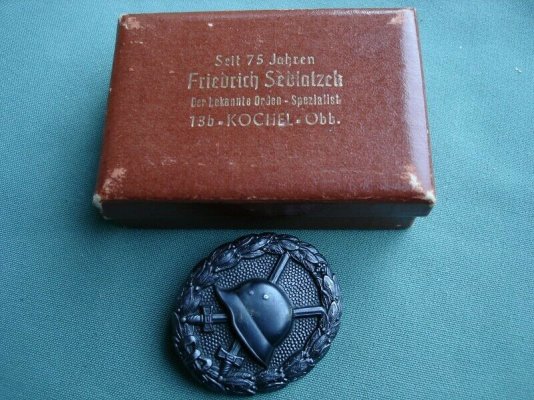 Seit 75 Jahren
Friedrich Sedlatzek
Der bekannte Orden - Spezialist
13b - KOCHEL - Obb.